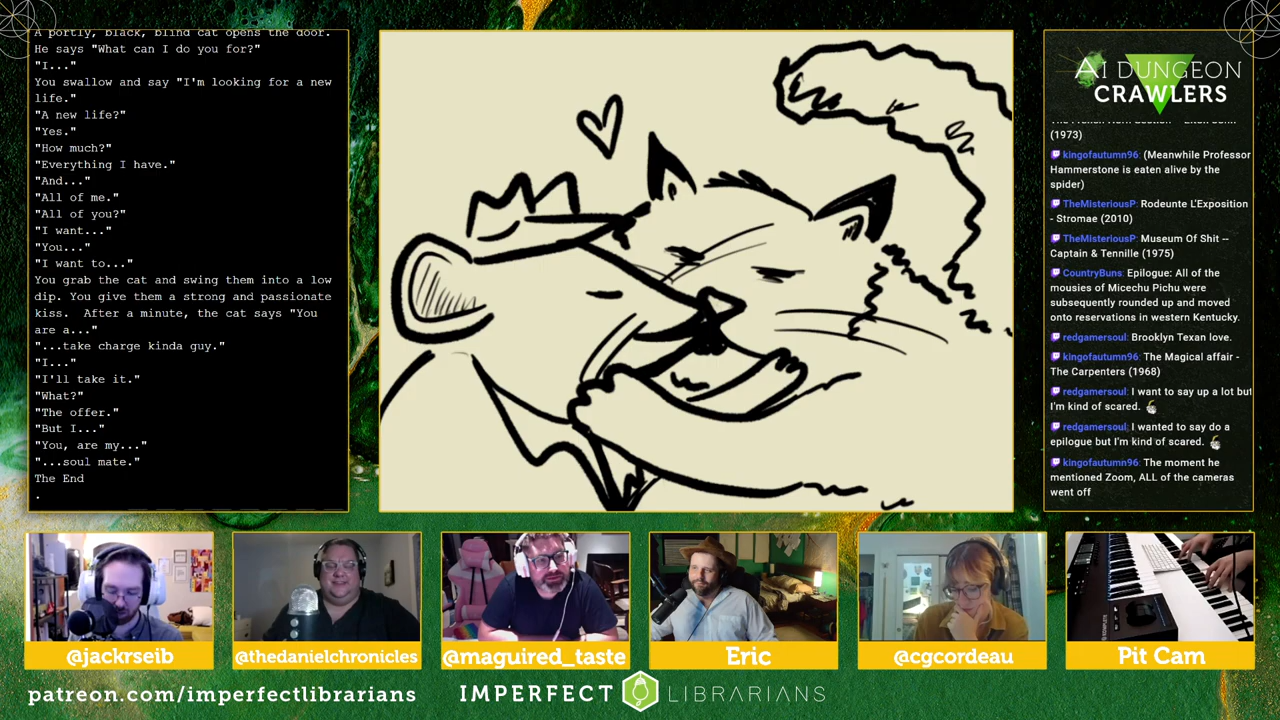 A portly, black, blind cat opens the door.
He says "What can I do you for?"
"I..."
You swallow and say "I'm looking for a new
life."
"A new life?"
"Yes."
"How much?"
"Everything I have."
"And..."
"All of me."
"All of you?"
"I want..."
"You..."
"I want to..."
You grab the cat and swing them into a low
dip. You give them a strong and passionate
kiss.  After a minute, the cat says "You
are a..."
"...take charge kinda guy."
"I..."
"I'll take it."
"What?"
"The offer."
"But I..."
"You, are my..."
"...soul mate."
The End
.
AI DUNGEON
CRAWLERS
(1973)
kingofautumn96: (Meanwhile Professor
Hammerstone is eaten alive by the
spider)
TheMisteriousP: Rodeunte L'Exposition
- Stromae (2010)
TheMisteriousP: Museum Of Shit --
Captain & Tennille (1975)
CountryBuns: Epilogue: All of the
mousies of Micechu Pichu were
subsequently rounded up and moved
onto reservations in western Kentucky.
redgamersoul: Brooklyn Texan love.
kingofautumn96: The Magical affair -
The Carpenters (1968)
redgamersoul: I want to say up a lot but
I'm kind of scared.
redgamersoul: I wanted to say do a
epilogue but I'm kind of scared.
kingofautumn96: The moment he
mentioned Zoom, ALL of the cameras
went off
@jackrseib
@thedanielchronicles
@maguired_taste
Eric
@cgcordeau
Pit Cam
patreon.com/imperfectlibrarians
IMPERFECT LIBRARIANS